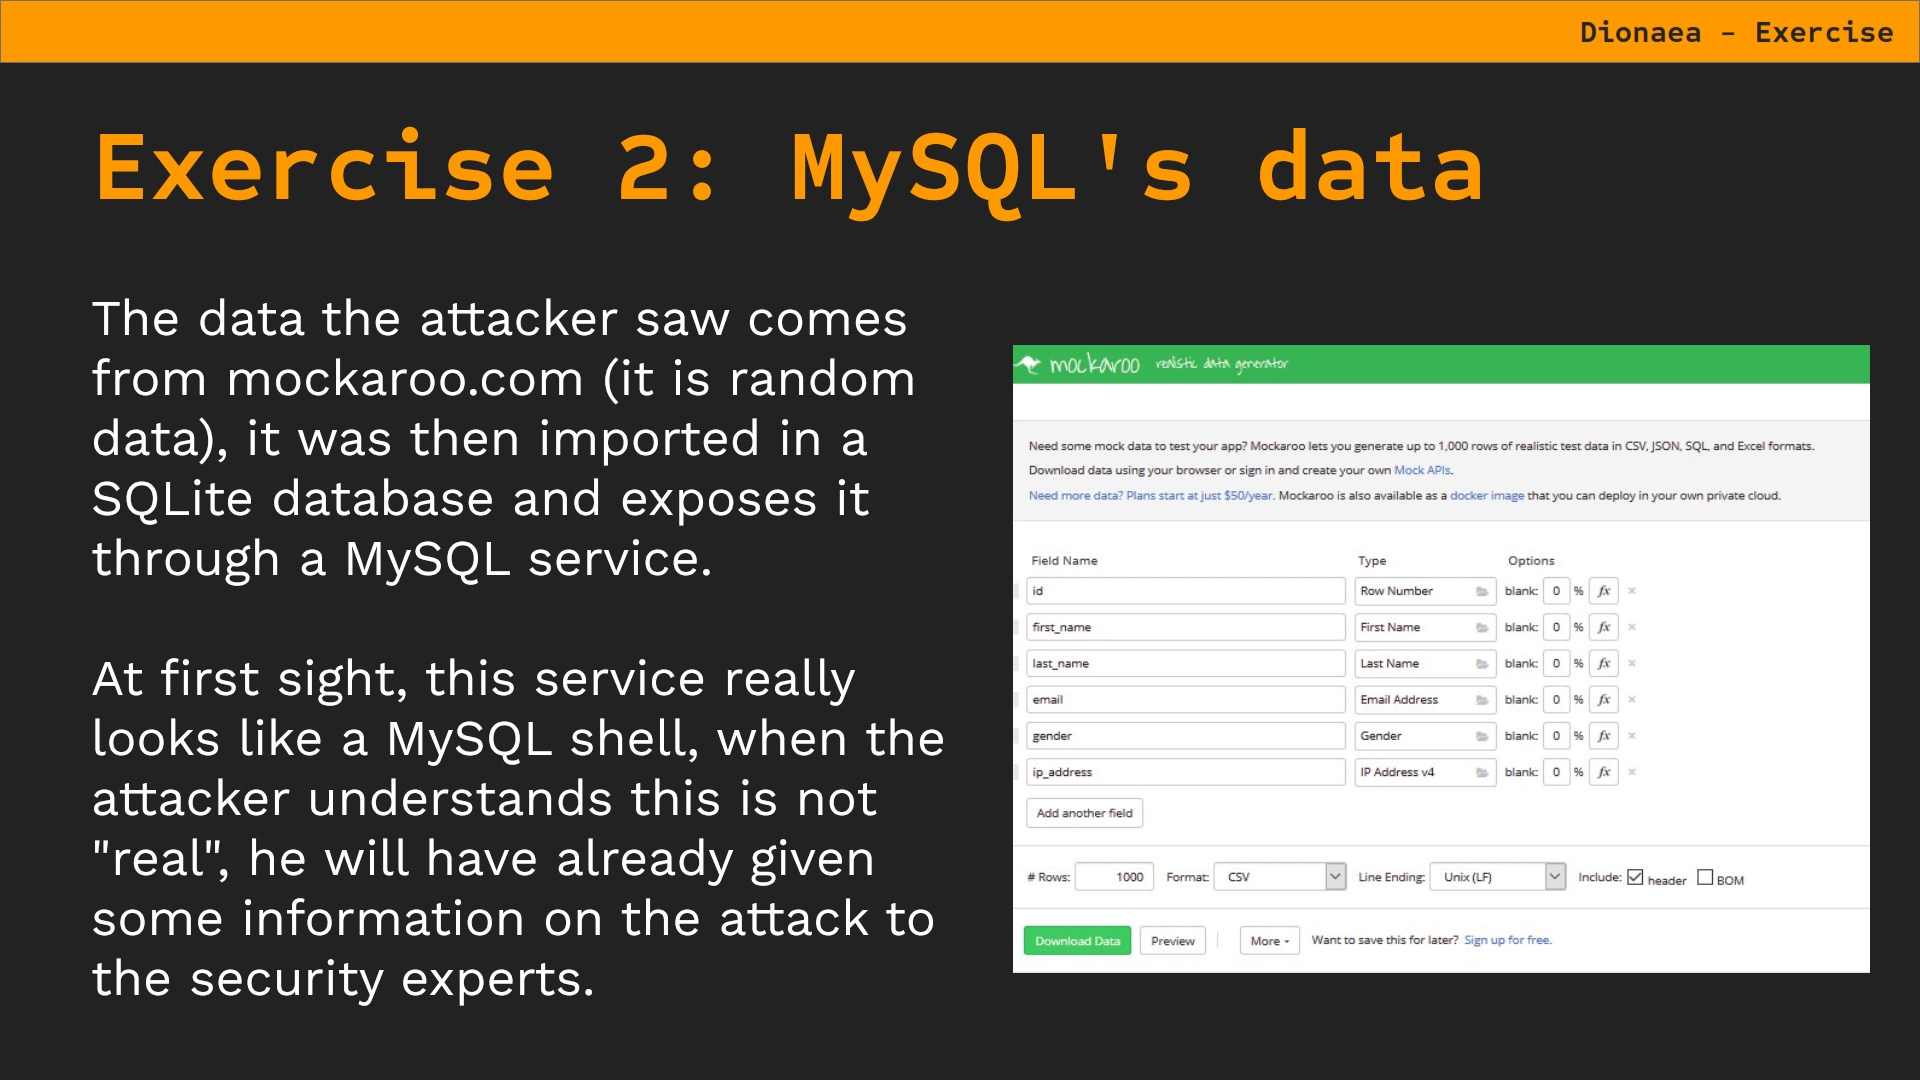 Dionaea – Exercise
Exercise 2: MySQL's data
The data the attacker saw comes
from mockaroo.com (it is random
data), it was then imported in a
SQLite database and exposes it
through a MySQL service.
At first sight, this service really
looks like a MySQL shell, when the
attacker understands this is not
"real", he will have already given
some information on the attack to
the security experts.
mockaroo realistic data generator
Need some mock data to test your app? Mockaroo lets you generate up to 1,000 rows of realistic test data in CSV, JSON, SQL, and Excel formats.
Download data using your browser or sign in and create your own Mock APIs.
Need more data? Plans start at just $50/year. Mockaroo is also available as a docker image that you can deploy in your own private cloud.
Field Name Type Options
id Row Number blank: 0 % fx ×
first_name First Name blank: 0 % fx ×
last_name Last Name blank: 0 % fx ×
email Email Address blank: 0 % fx ×
gender Gender blank: 0 % fx ×
ip_address IP Address v4 blank: 0 % fx ×
Add another field
# Rows: 1000 Format: CSV Line Ending: Unix (LF) Include: header BOM
Download Data Preview More Want to save this for later? Sign up for free.